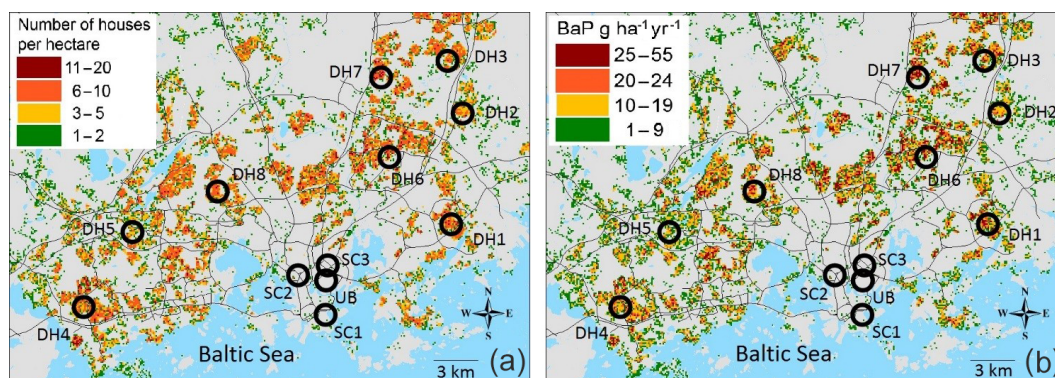 Number of houses
per hectare
11–20
6–10
3–5
1–2
DH7
DH3
DH2
DH6
DH8
DH5
DH1
SC3
SC2
UB
SC1
DH4
Baltic Sea
N
W E
S
3 km
(a)
BaP g ha⁻¹ yr⁻¹
25–55
20–24
10–19
1–9
DH7
DH3
DH2
DH6
DH8
DH5
DH1
SC3
SC2
UB
SC1
DH4
Baltic Sea
N
W E
S
3 km
(b)